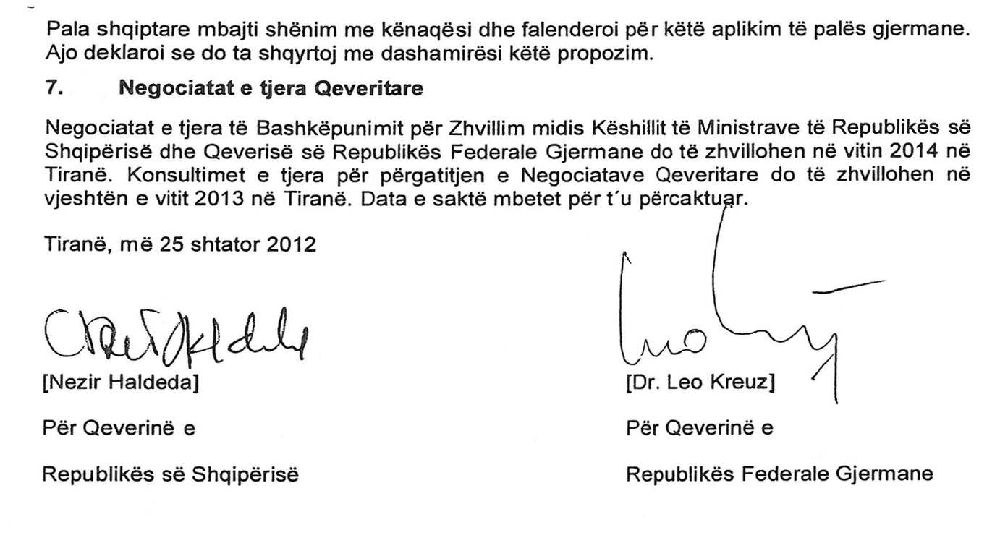 Pala shqiptare mbajti shënim me kënaqësi dhe falenderoi për këtë aplikim të palës gjermane.
Ajo deklaroi se do ta shqyrtoj me dashamirësi këtë propozim.
7. Negociatat e tjera Qeveritare
Negociatat e tjera të Bashkëpunimit për Zhvillim midis Këshillit të Ministrave të Republikës së
Shqipërisë dhe Qeverisë së Republikës Federale Gjermane do të zhvillohen në vitin 2014 në
Tiranë. Konsultimet e tjera për përgatitjen e Negociatave Qeveritare do të zhvillohen në
vjeshtën e vitit 2013 në Tiranë. Data e saktë mbetet për t´u përcaktuar.
Tiranë, më 25 shtator 2012
[Nezir Haldeda] [Dr. Leo Kreuz]
Për Qeverinë e Për Qeverinë e
Republikës së Shqipërisë Republikës Federale Gjermane